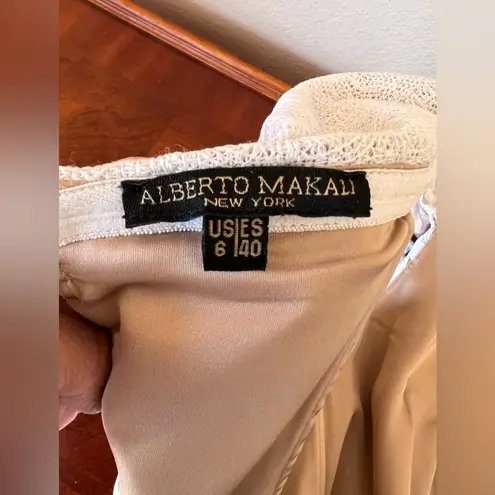 ALBERTO MAKALI
NEW YORK
US|ES
6|40